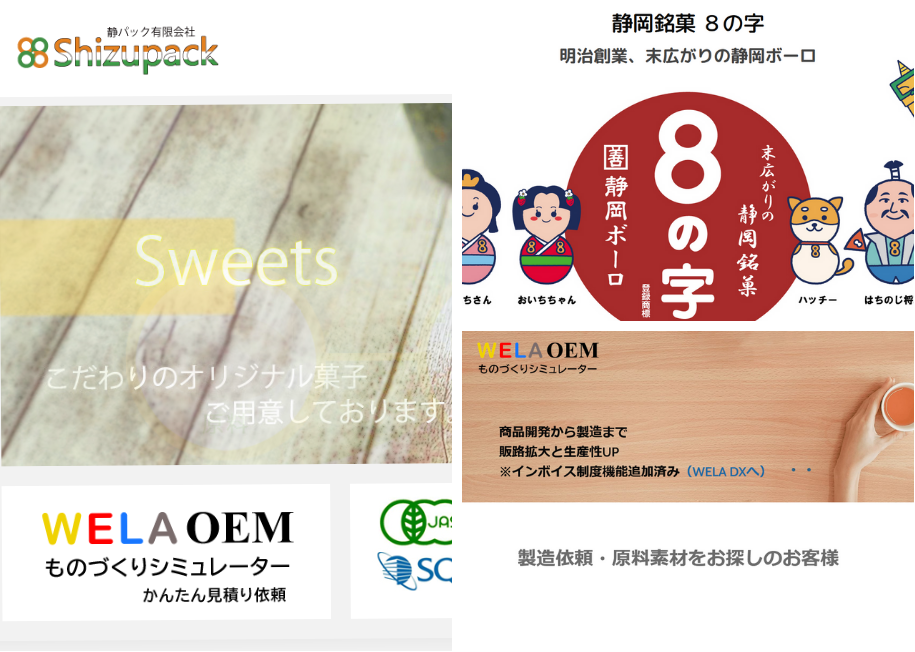 静パック有限会社
Shizupack
Sweets
こだわりのオリジナル菓子
ご用意しております。
WELA OEM
ものづくりシミュレーター
かんたん見積り依頼
JAS
静岡銘菓 8の字
明治創業、末広がりの静岡ボーロ
8の字
登録商標
善 静岡ボーロ
末広がりの
静岡銘菓
8
8
8
8
ちさん
おいちちゃん
ハッチー
はちのじ将
WELA OEM
ものづくりシミュレーター
商品開発から製造まで
販路拡大と生産性UP
※インボイス制度機能追加済み（WELA DXへ）　・・
製造依頼・原料素材をお探しのお客様